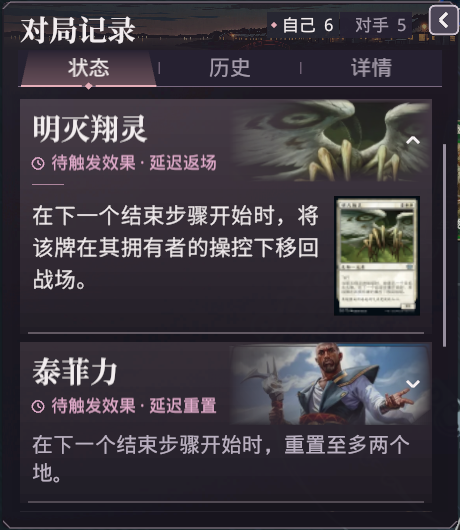 对局记录
自己 6 对手 5
状态 历史 详情
明灭翔灵
待触发效果·延迟返场
在下一个结束步骤开始时，将
该牌在其拥有者的操控下移回
战场。
泰菲力
待触发效果·延迟重置
在下一个结束步骤开始时，重置至多两个
地。